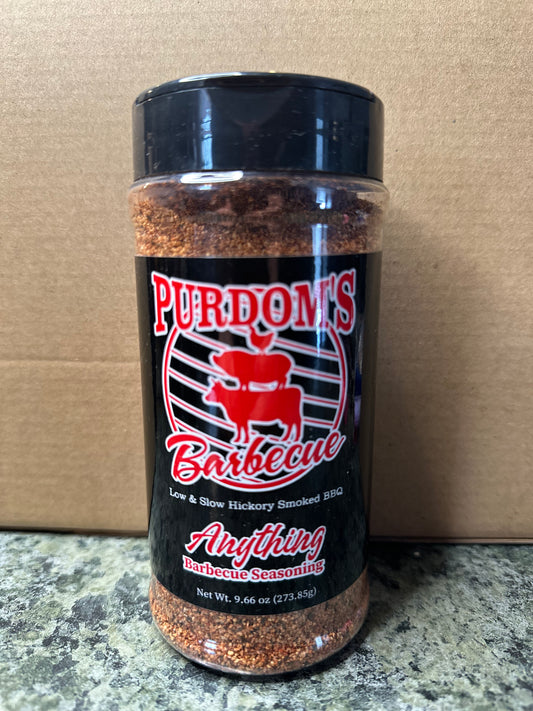 PURDOM'S
Barbecue
Low & Slow Hickory Smoked BBQ
Anything
Barbecue Seasoning
Net Wt. 9.66 oz (273.85g)